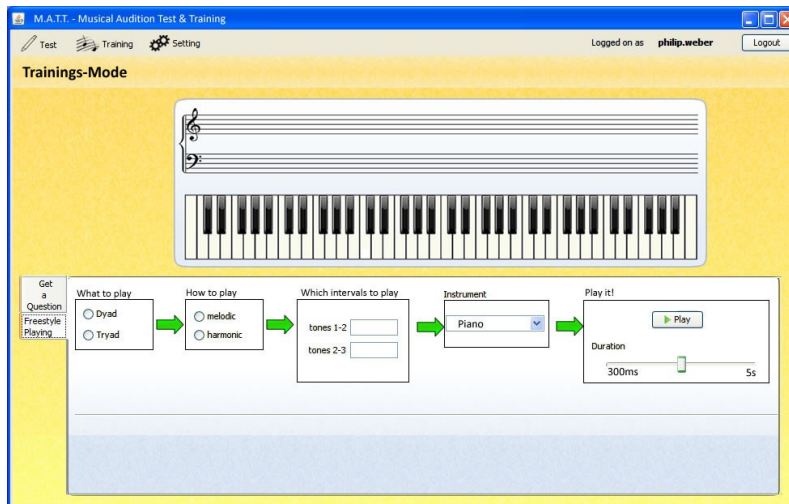 M.A.T.T. - Musical Audition Test & Training
Test Training Setting Logged on as philip.weber Logout
Trainings-Mode
Get
a
Question
Freestyle
Playing
What to play
Dyad
Tryad
How to play
melodic
harmonic
Which intervals to play
tones 1-2
tones 2-3
Instrument
Piano
Play it!
Play
Duration
300ms 5s